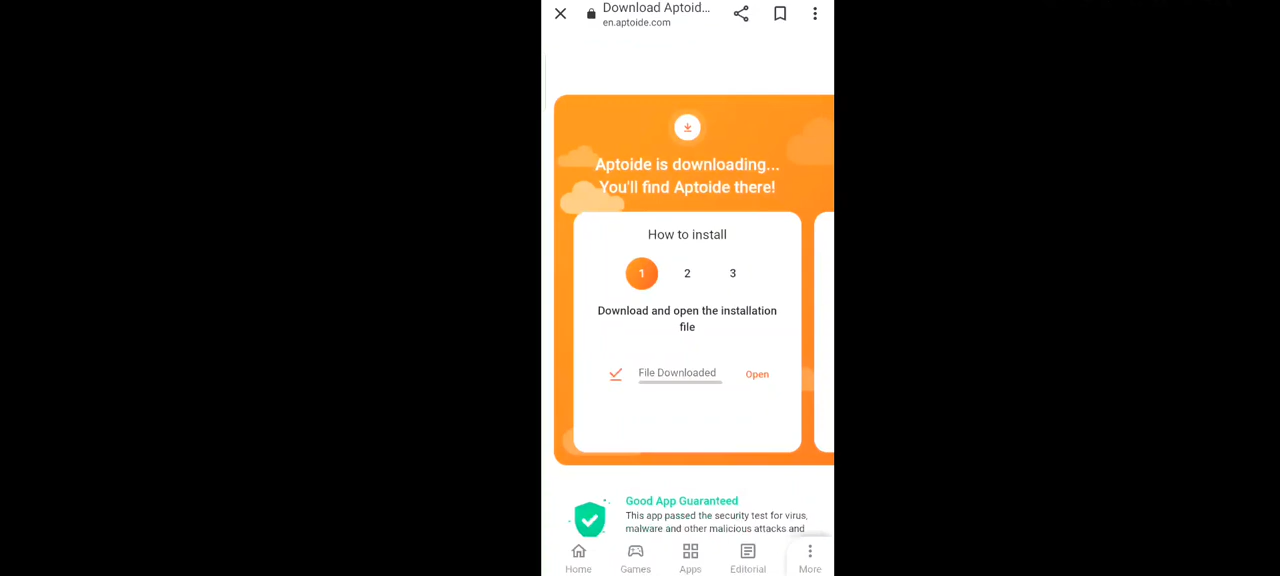 Download Aptoid...
en.aptoide.com
Aptoide is downloading...
You'll find Aptoide there!
How to install
1 2 3
Download and open the installation
file
File Downloaded Open
Good App Guaranteed
This app passed the security test for virus,
malware and other malicious attacks and
Home Games Apps Editorial More